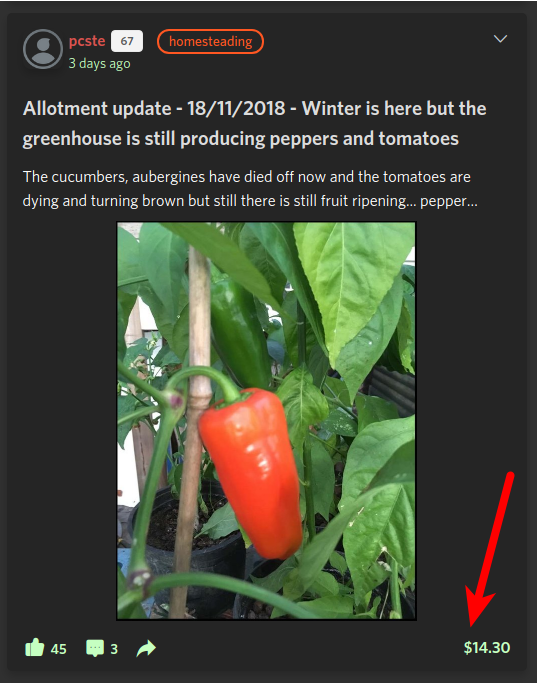 pcste 67 homesteading
3 days ago
Allotment update - 18/11/2018 - Winter is here but the
greenhouse is still producing peppers and tomatoes
The cucumbers, aubergines have died off now and the tomatoes are
dying and turning brown but still there is still fruit ripening... pepper...
45 3 $14.30